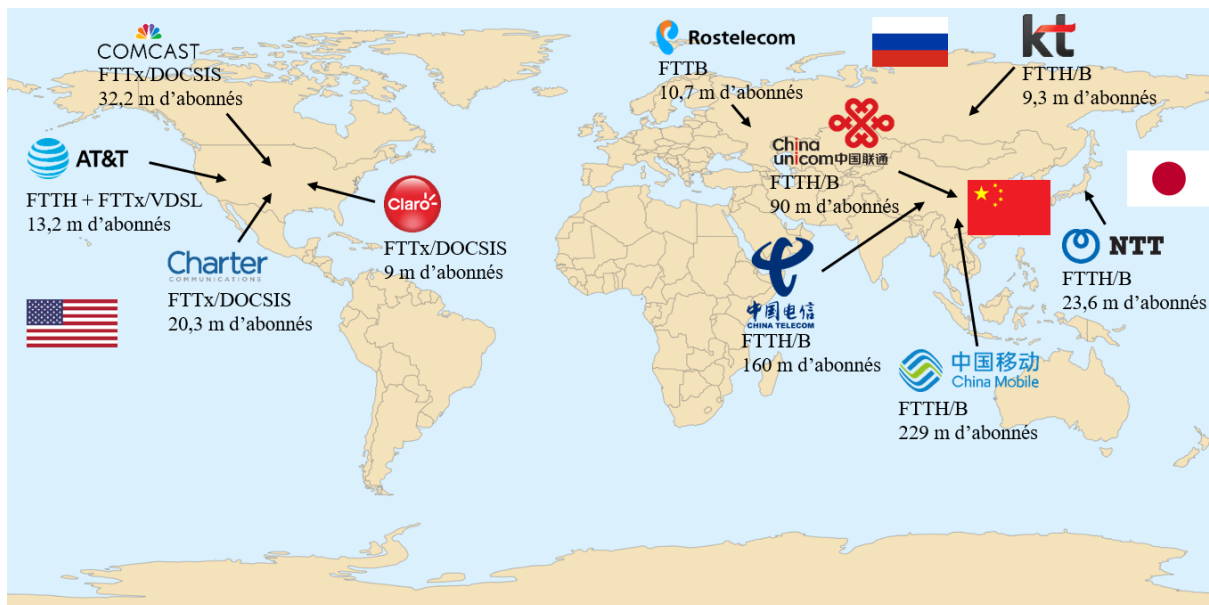 COMCAST
FTTx/DOCSIS
32,2 m d’abonnés
AT&T
FTTH + FTTx/VDSL
13,2 m d’abonnés
Charter
COMMUNICATIONS
FTTx/DOCSIS
20,3 m d’abonnés
Claro
FTTx/DOCSIS
9 m d’abonnés
Rostelecom
FTTB
10,7 m d’abonnés
China
unicom中国联通
FTTH/B
90 m d’abonnés
中国电信
CHINA TELECOM
FTTH/B
160 m d’abonnés
kt
FTTH/B
9,3 m d’abonnés
NTT
FTTH/B
23,6 m d’abonnés
中国移动
China Mobile
FTTH/B
229 m d’abonnés